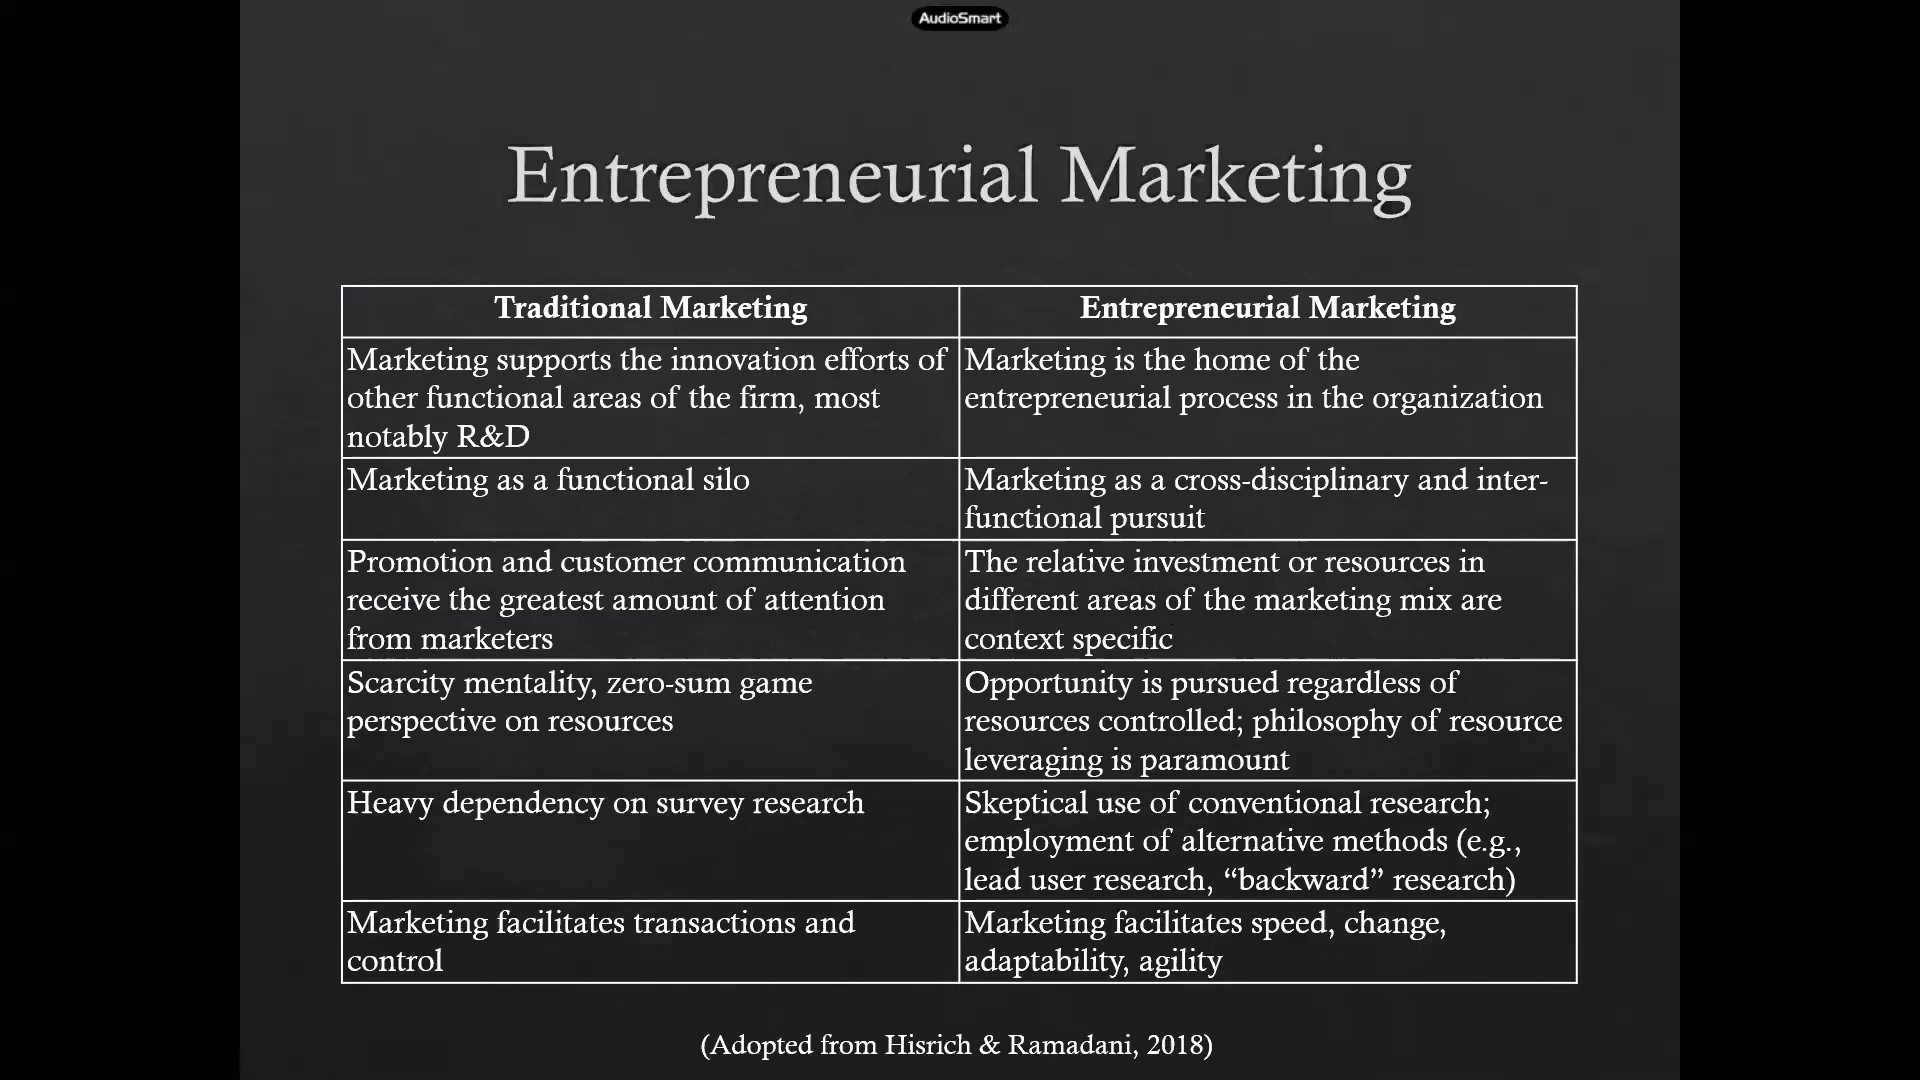 AudioSmart
Entrepreneurial Marketing
Traditional Marketing
Entrepreneurial Marketing
Marketing supports the innovation efforts of
other functional areas of the firm, most
notably R&D
Marketing is the home of the
entrepreneurial process in the organization
Marketing as a functional silo
Marketing as a cross-disciplinary and inter-
functional pursuit
Promotion and customer communication
receive the greatest amount of attention
from marketers
The relative investment or resources in
different areas of the marketing mix are
context specific
Scarcity mentality, zero-sum game
perspective on resources
Opportunity is pursued regardless of
resources controlled; philosophy of resource
leveraging is paramount
Heavy dependency on survey research
Skeptical use of conventional research;
employment of alternative methods (e.g.,
lead user research, “backward” research)
Marketing facilitates transactions and
control
Marketing facilitates speed, change,
adaptability, agility
(Adopted from Hisrich & Ramadani, 2018)